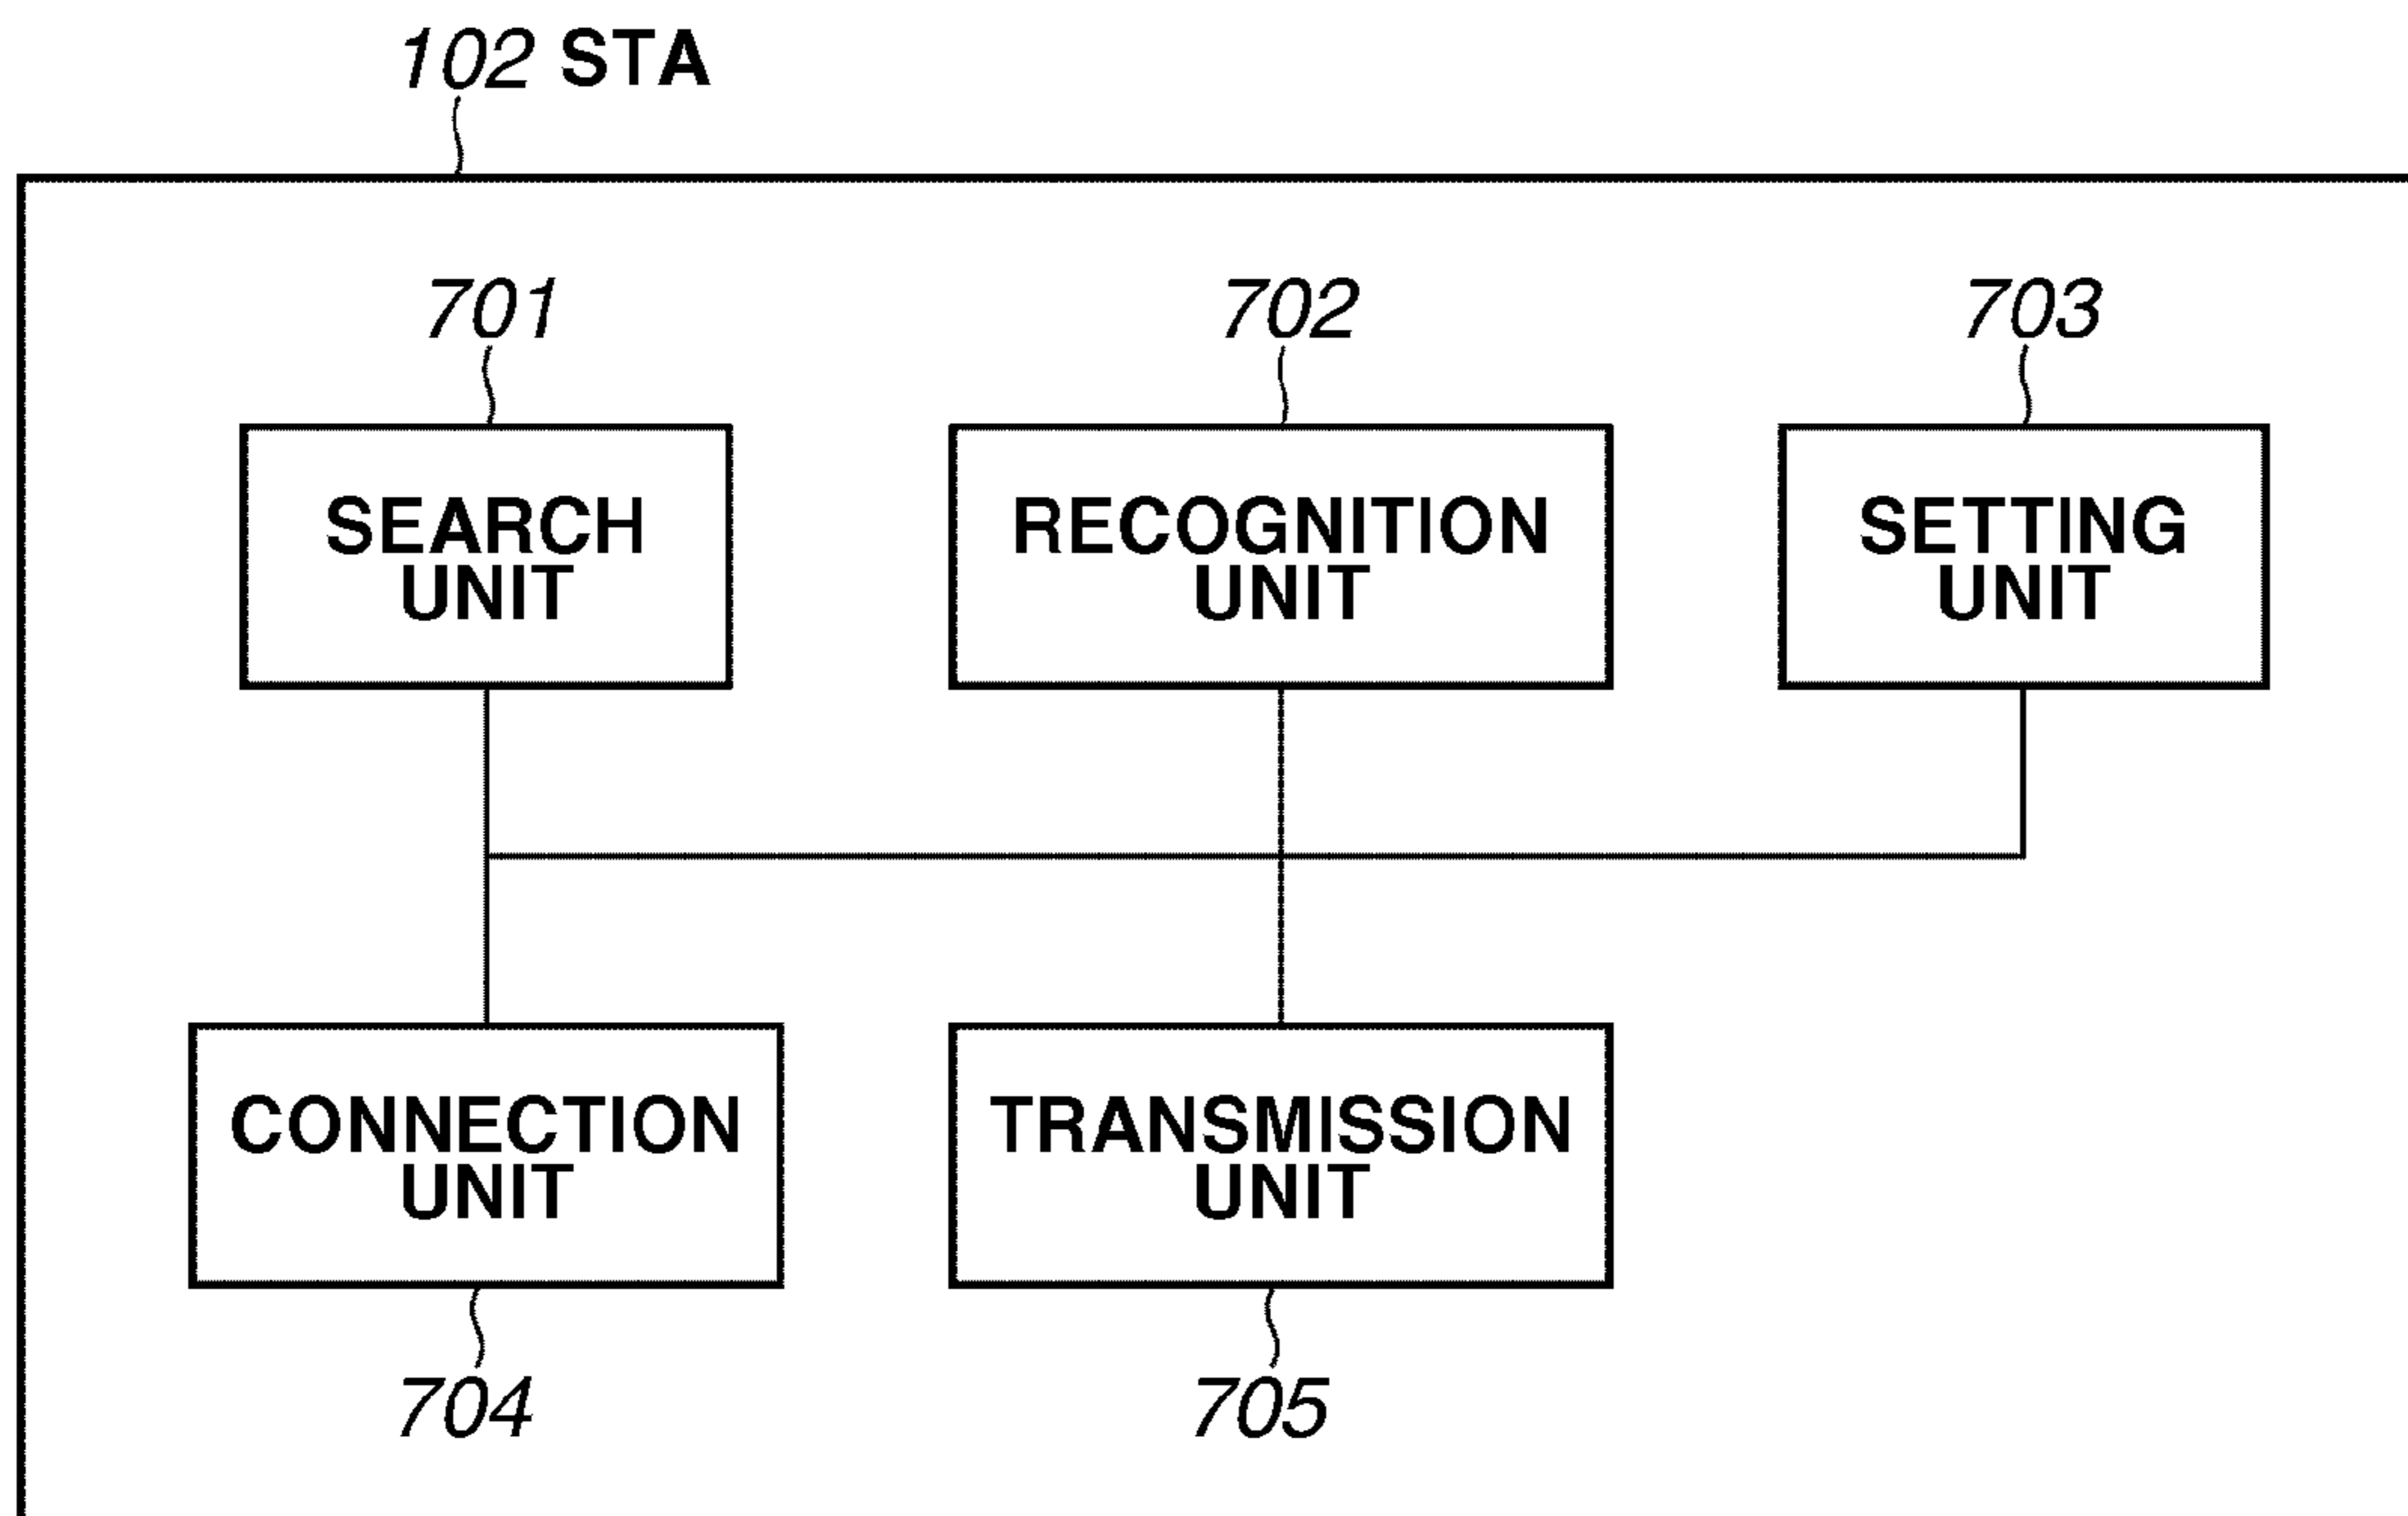 102 STA
701
702
703
SEARCH
UNIT
RECOGNITION
UNIT
SETTING
UNIT
CONNECTION
UNIT
TRANSMISSION
UNIT
704
705